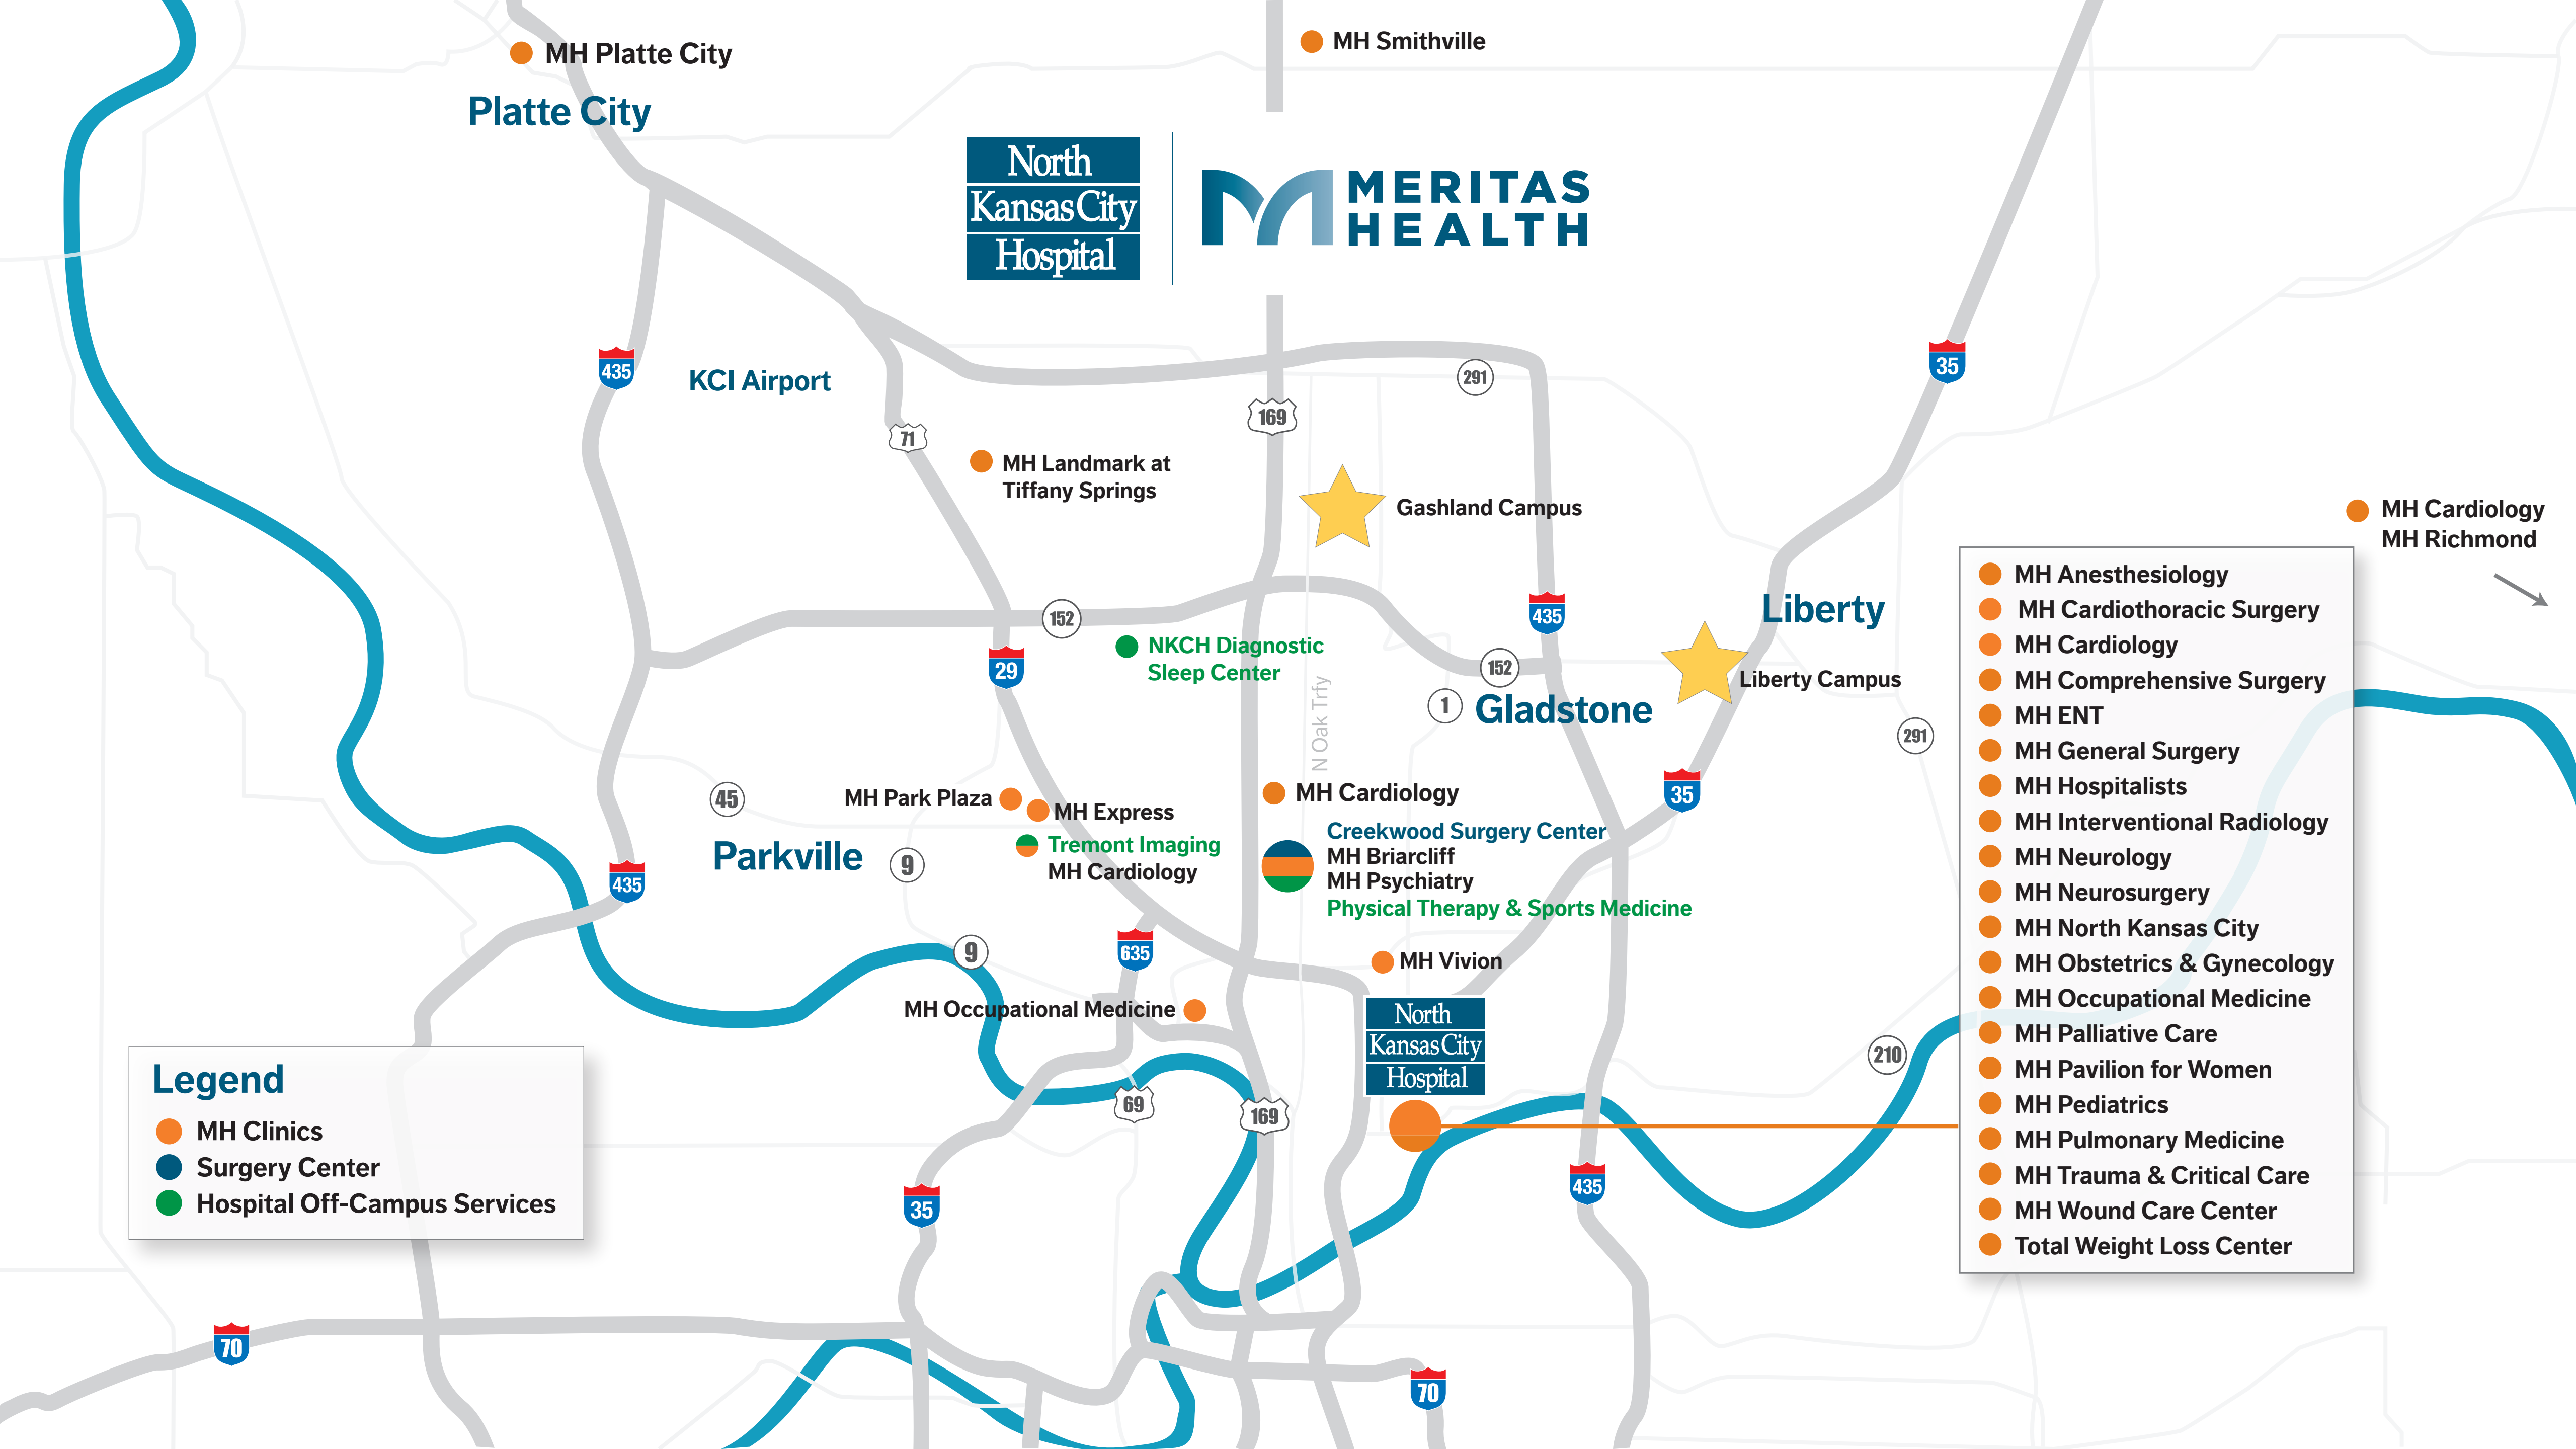 MH Platte City
Platte City
MH Smithville
North
Kansas City
Hospital
MERITAS
HEALTH
435
KCI Airport
71
169
291
35
MH Landmark at
Tiffany Springs
Gashland Campus
MH Cardiology
MH Richmond
152
NKCH Diagnostic
Sleep Center
29
435
152
1
Gladstone
Liberty
Liberty Campus
291
N Oak Trfy
45
Parkville
9
MH Park Plaza
MH Express
Tremont Imaging
MH Cardiology
MH Cardiology
Creekwood Surgery Center
MH Briarcliff
MH Psychiatry
Physical Therapy & Sports Medicine
35
435
9
635
MH Vivion
MH Occupational Medicine
North
Kansas City
Hospital
69
169
210
435
35
70
70
MH Anesthesiology
MH Cardiothoracic Surgery
MH Cardiology
MH Comprehensive Surgery
MH ENT
MH General Surgery
MH Hospitalists
MH Interventional Radiology
MH Neurology
MH Neurosurgery
MH North Kansas City
MH Obstetrics & Gynecology
MH Occupational Medicine
MH Palliative Care
MH Pavilion for Women
MH Pediatrics
MH Pulmonary Medicine
MH Trauma & Critical Care
MH Wound Care Center
Total Weight Loss Center
Legend
MH Clinics
Surgery Center
Hospital Off-Campus Services